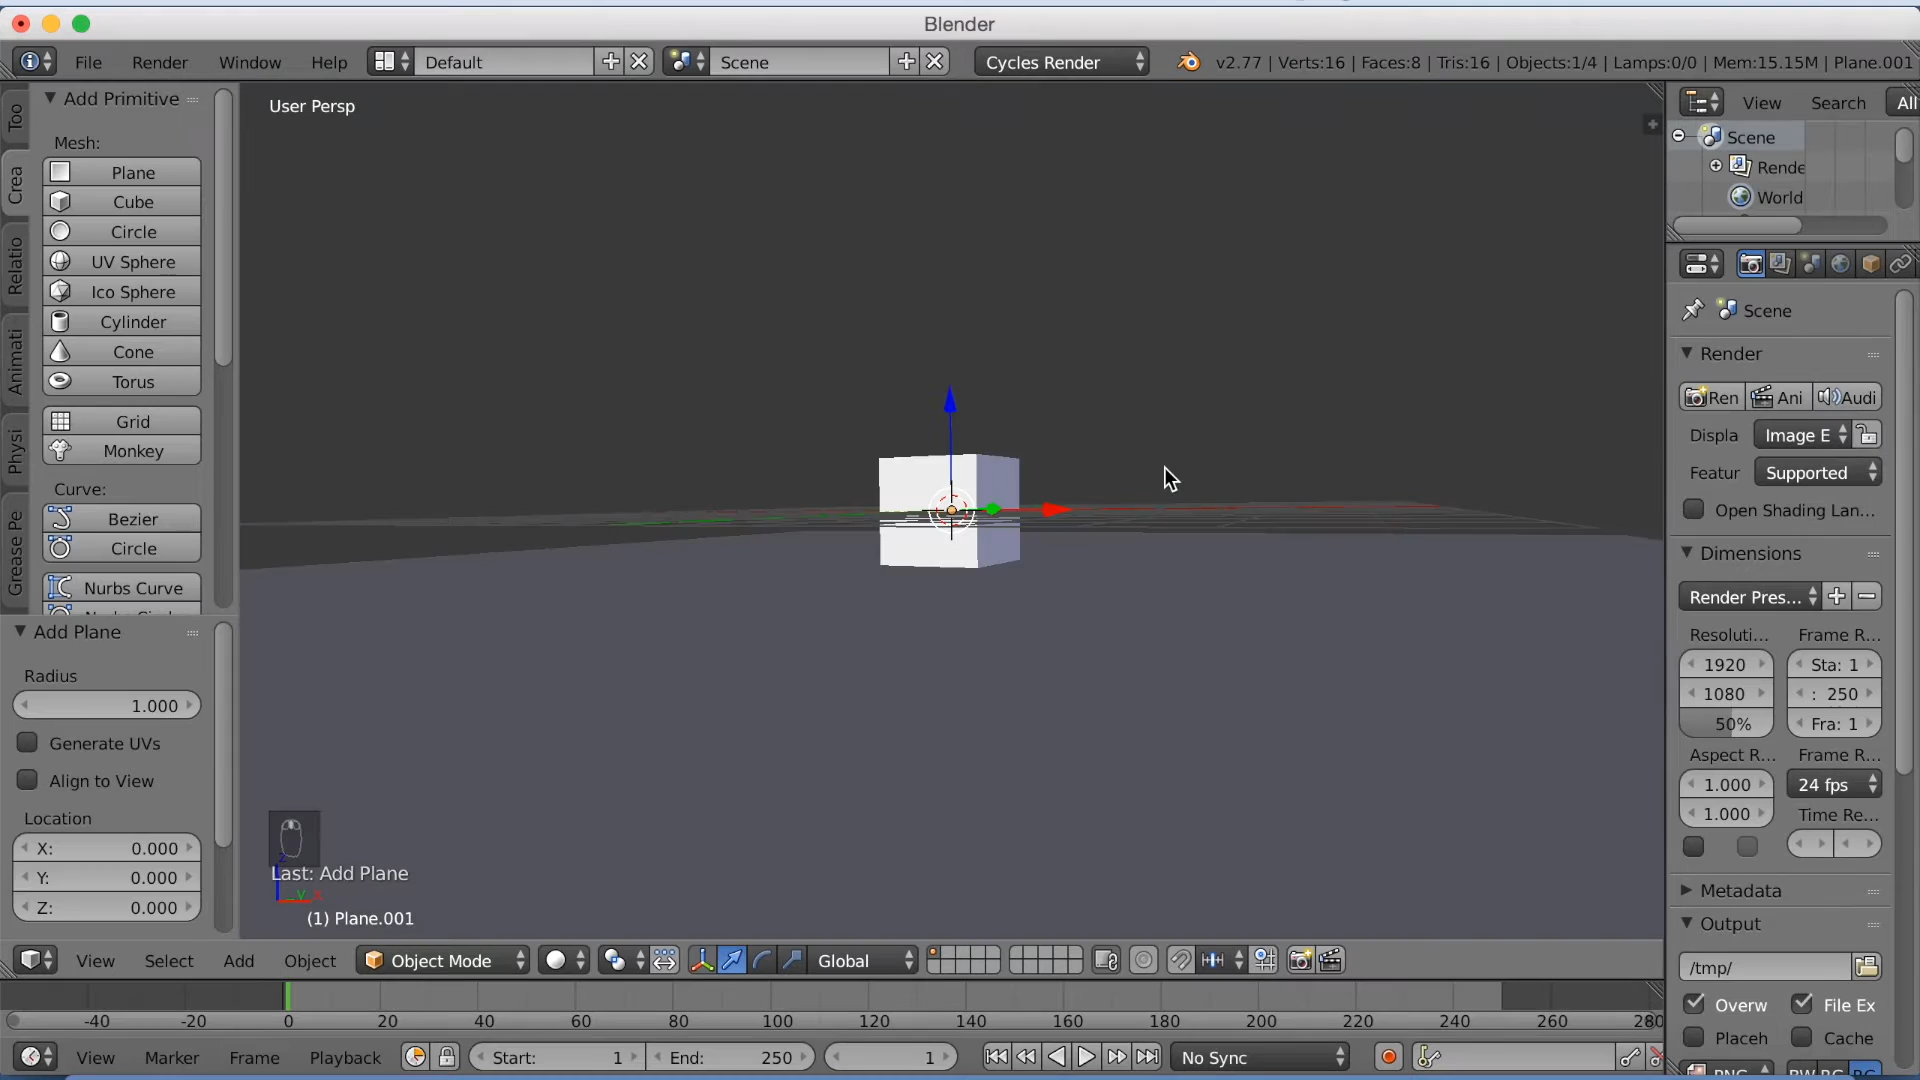 Blender
File Render Window Help Default Scene Cycles Render v2.77 | Verts:16 | Faces:8 | Tris:16 | Objects:1/4 | Lamps:0/0 | Mem:15.15M | Plane.001
Too
Crea
Relatio
Animati
Physi
Grease Pe
Add Primitive
Mesh:
Plane
Cube
Circle
UV Sphere
Ico Sphere
Cylinder
Cone
Torus
Grid
Monkey
Curve:
Bezier
Circle
Nurbs Curve
Add Plane
Radius
1.000
Generate UVs
Align to View
Location
X: 0.000
Y: 0.000
Z: 0.000
User Persp
Last: Add Plane
(1) Plane.001
View Search All
Scene
Rende
World
Scene
Render
Ren Ani Audi
Displa Image E
Featur Supported
Open Shading Lan...
Dimensions
Render Pres...
Resoluti... Frame R...
1920 Sta: 1
1080 : 250
50% Fra: 1
Aspect R... Frame R...
1.000 24 fps
1.000 Time Re...
Metadata
Output
/tmp/
Overw File Ex
Placeh Cache
View Select Add Object Object Mode Global
-40 -20 0 20 40 60 80 100 120 140 160 180 200 220 240 260 280
View Marker Frame Playback Start: 1 End: 250 1 No Sync